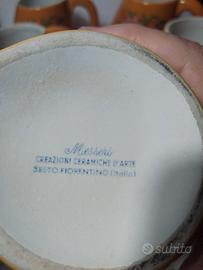 Messeri
CREAZIONI CERAMICHE D'ARTE
SESTO FIORENTINO (Italia)
subito